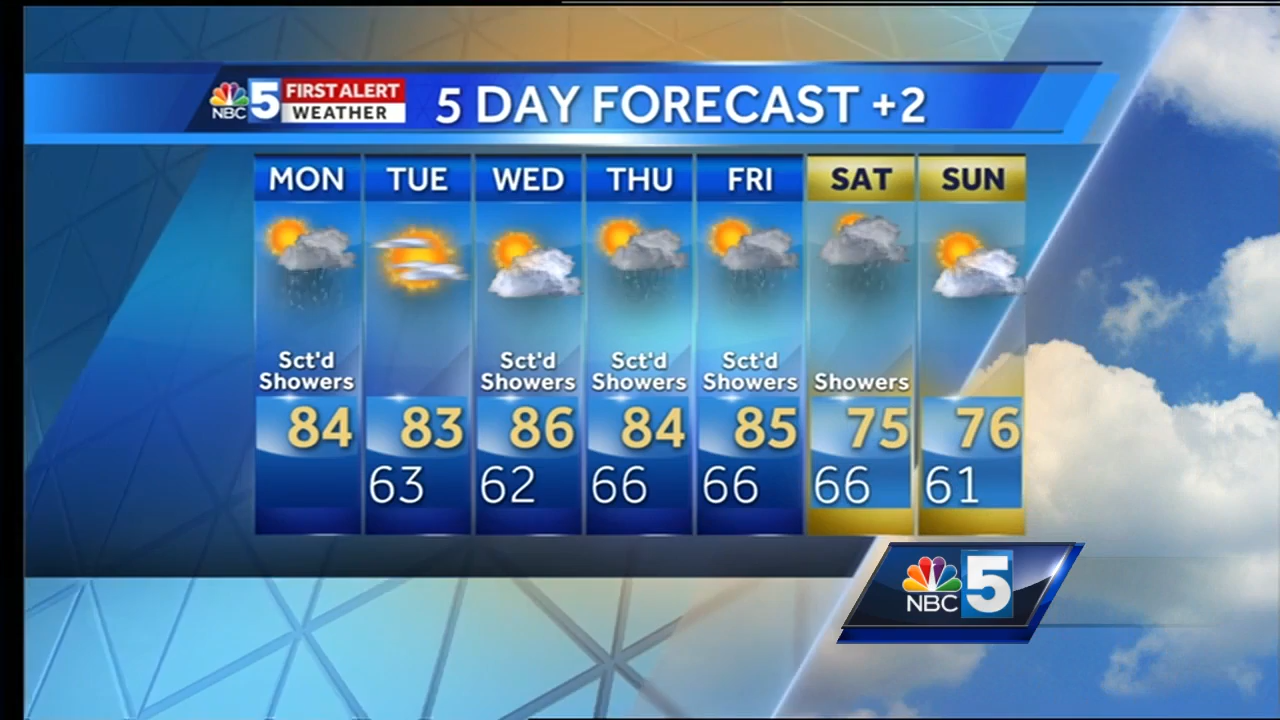 NBC 5 FIRST ALERT WEATHER
5 DAY FORECAST +2
MON TUE WED THU FRI SAT SUN
Sct'd Sct'd Sct'd Sct'd
Showers Showers Showers Showers Showers
84 83 86 84 85 75 76
63 62 66 66 66 61
NBC 5